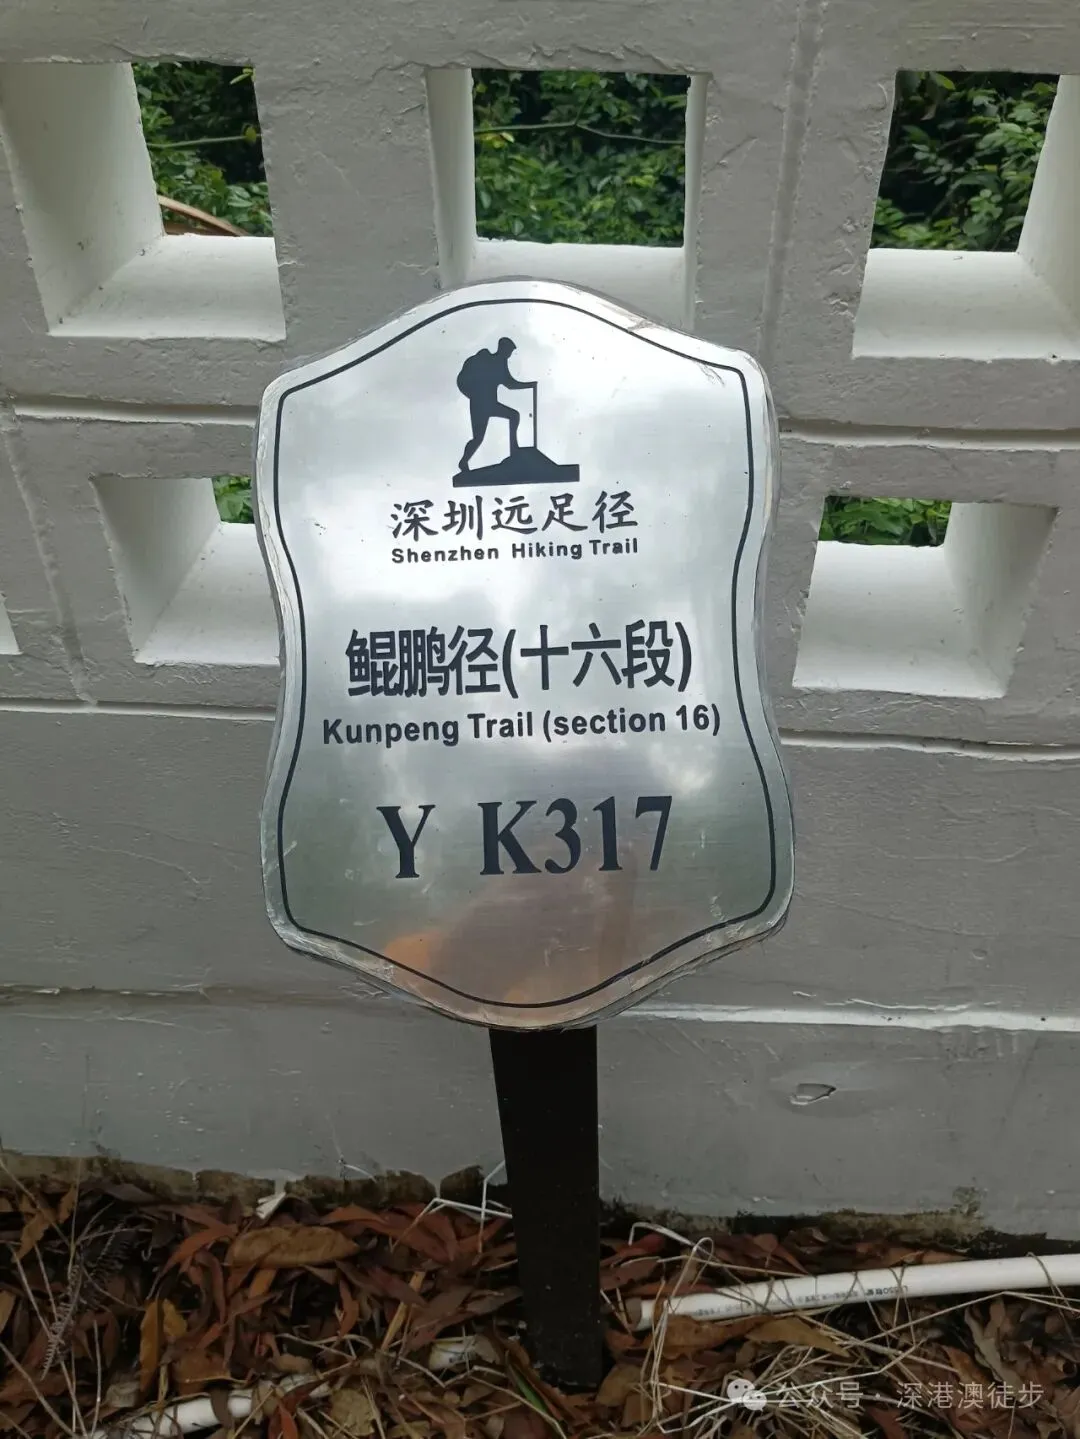 深圳远足径
Shenzhen Hiking Trail
鲲鹏径(十六段)
Kunpeng Trail (section 16)
Y K317
公众号·深港澳徒步